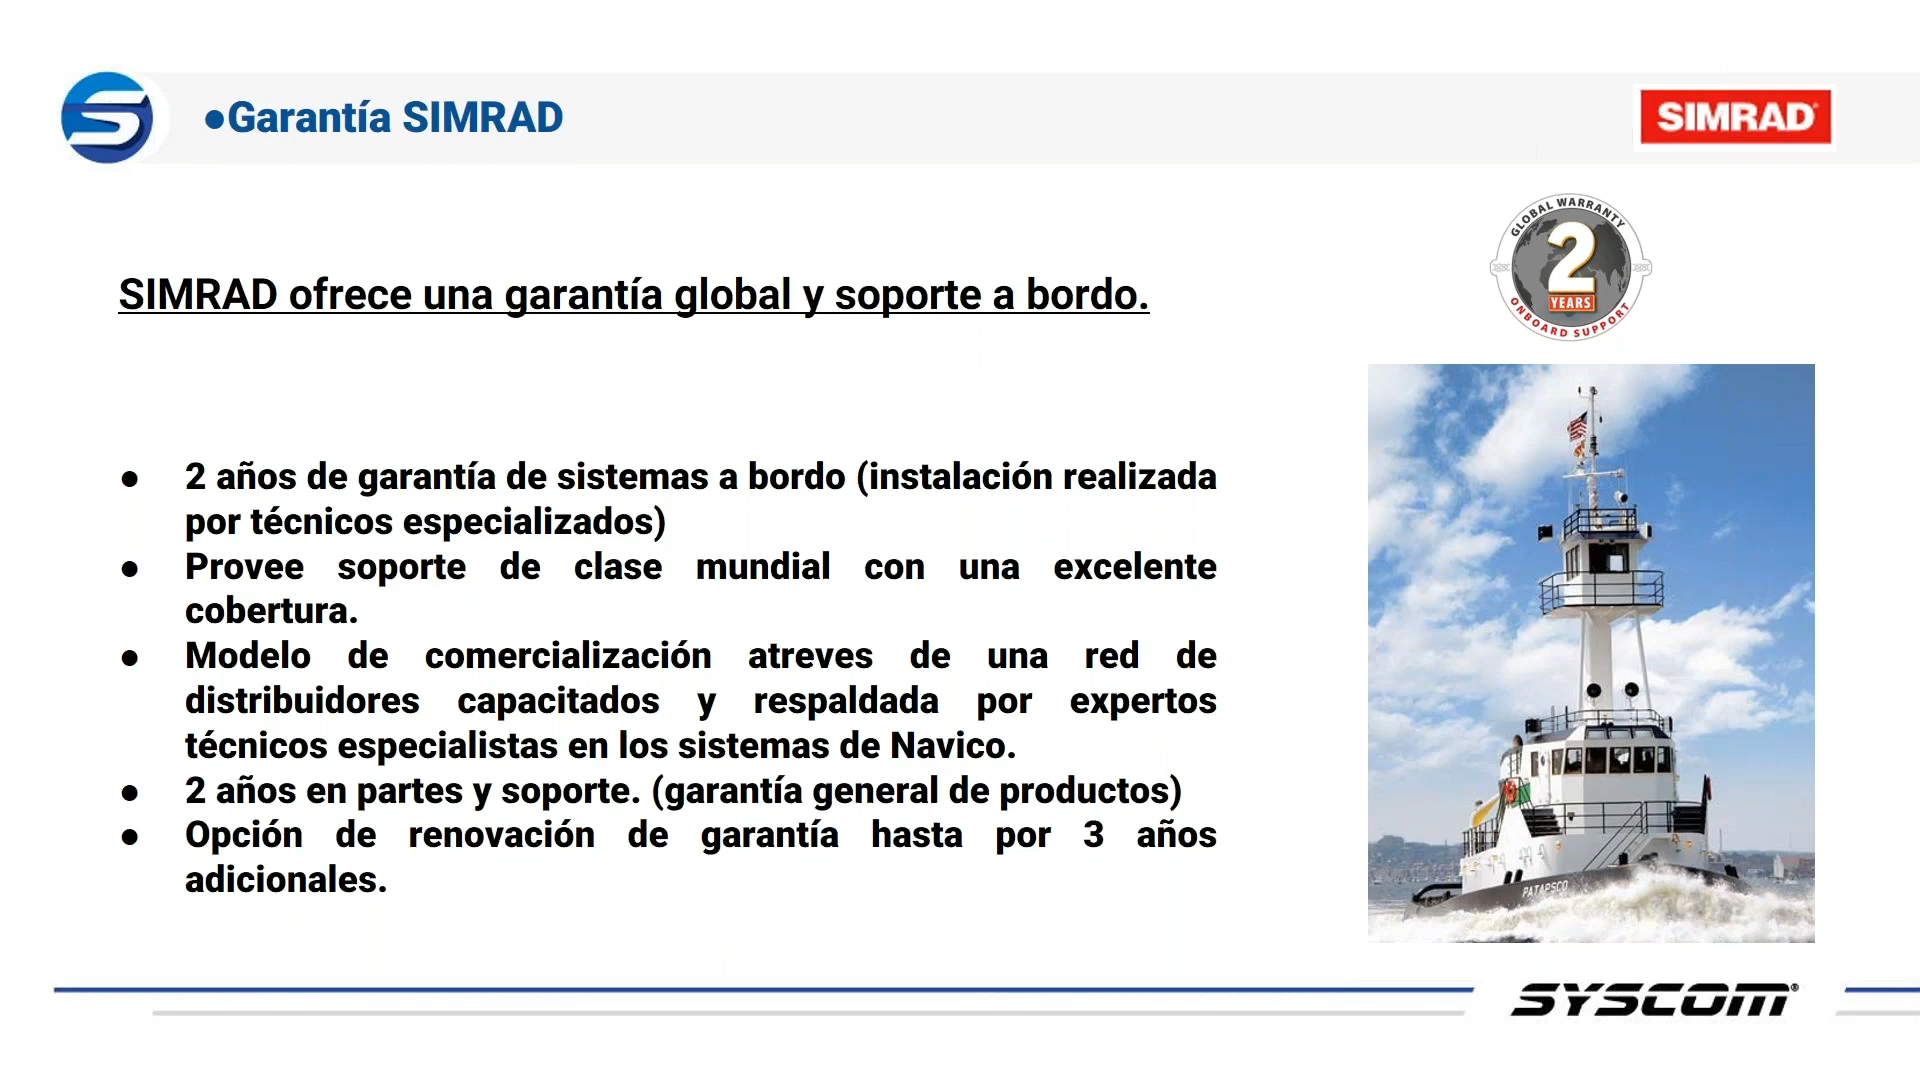 ●Garantía SIMRAD
SIMRAD
GLOBAL WARRANTY
2
YEARS
ONBOARD SUPPORT
SIMRAD ofrece una garantía global y soporte a bordo.
● 2 años de garantía de sistemas a bordo (instalación realizada
por técnicos especializados)
● Provee soporte de clase mundial con una excelente
cobertura.
● Modelo de comercialización atreves de una red de
distribuidores capacitados y respaldada por expertos
técnicos especialistas en los sistemas de Navico.
● 2 años en partes y soporte. (garantía general de productos)
● Opción de renovación de garantía hasta por 3 años
adicionales.
PATAPSCO
SYSCOM®